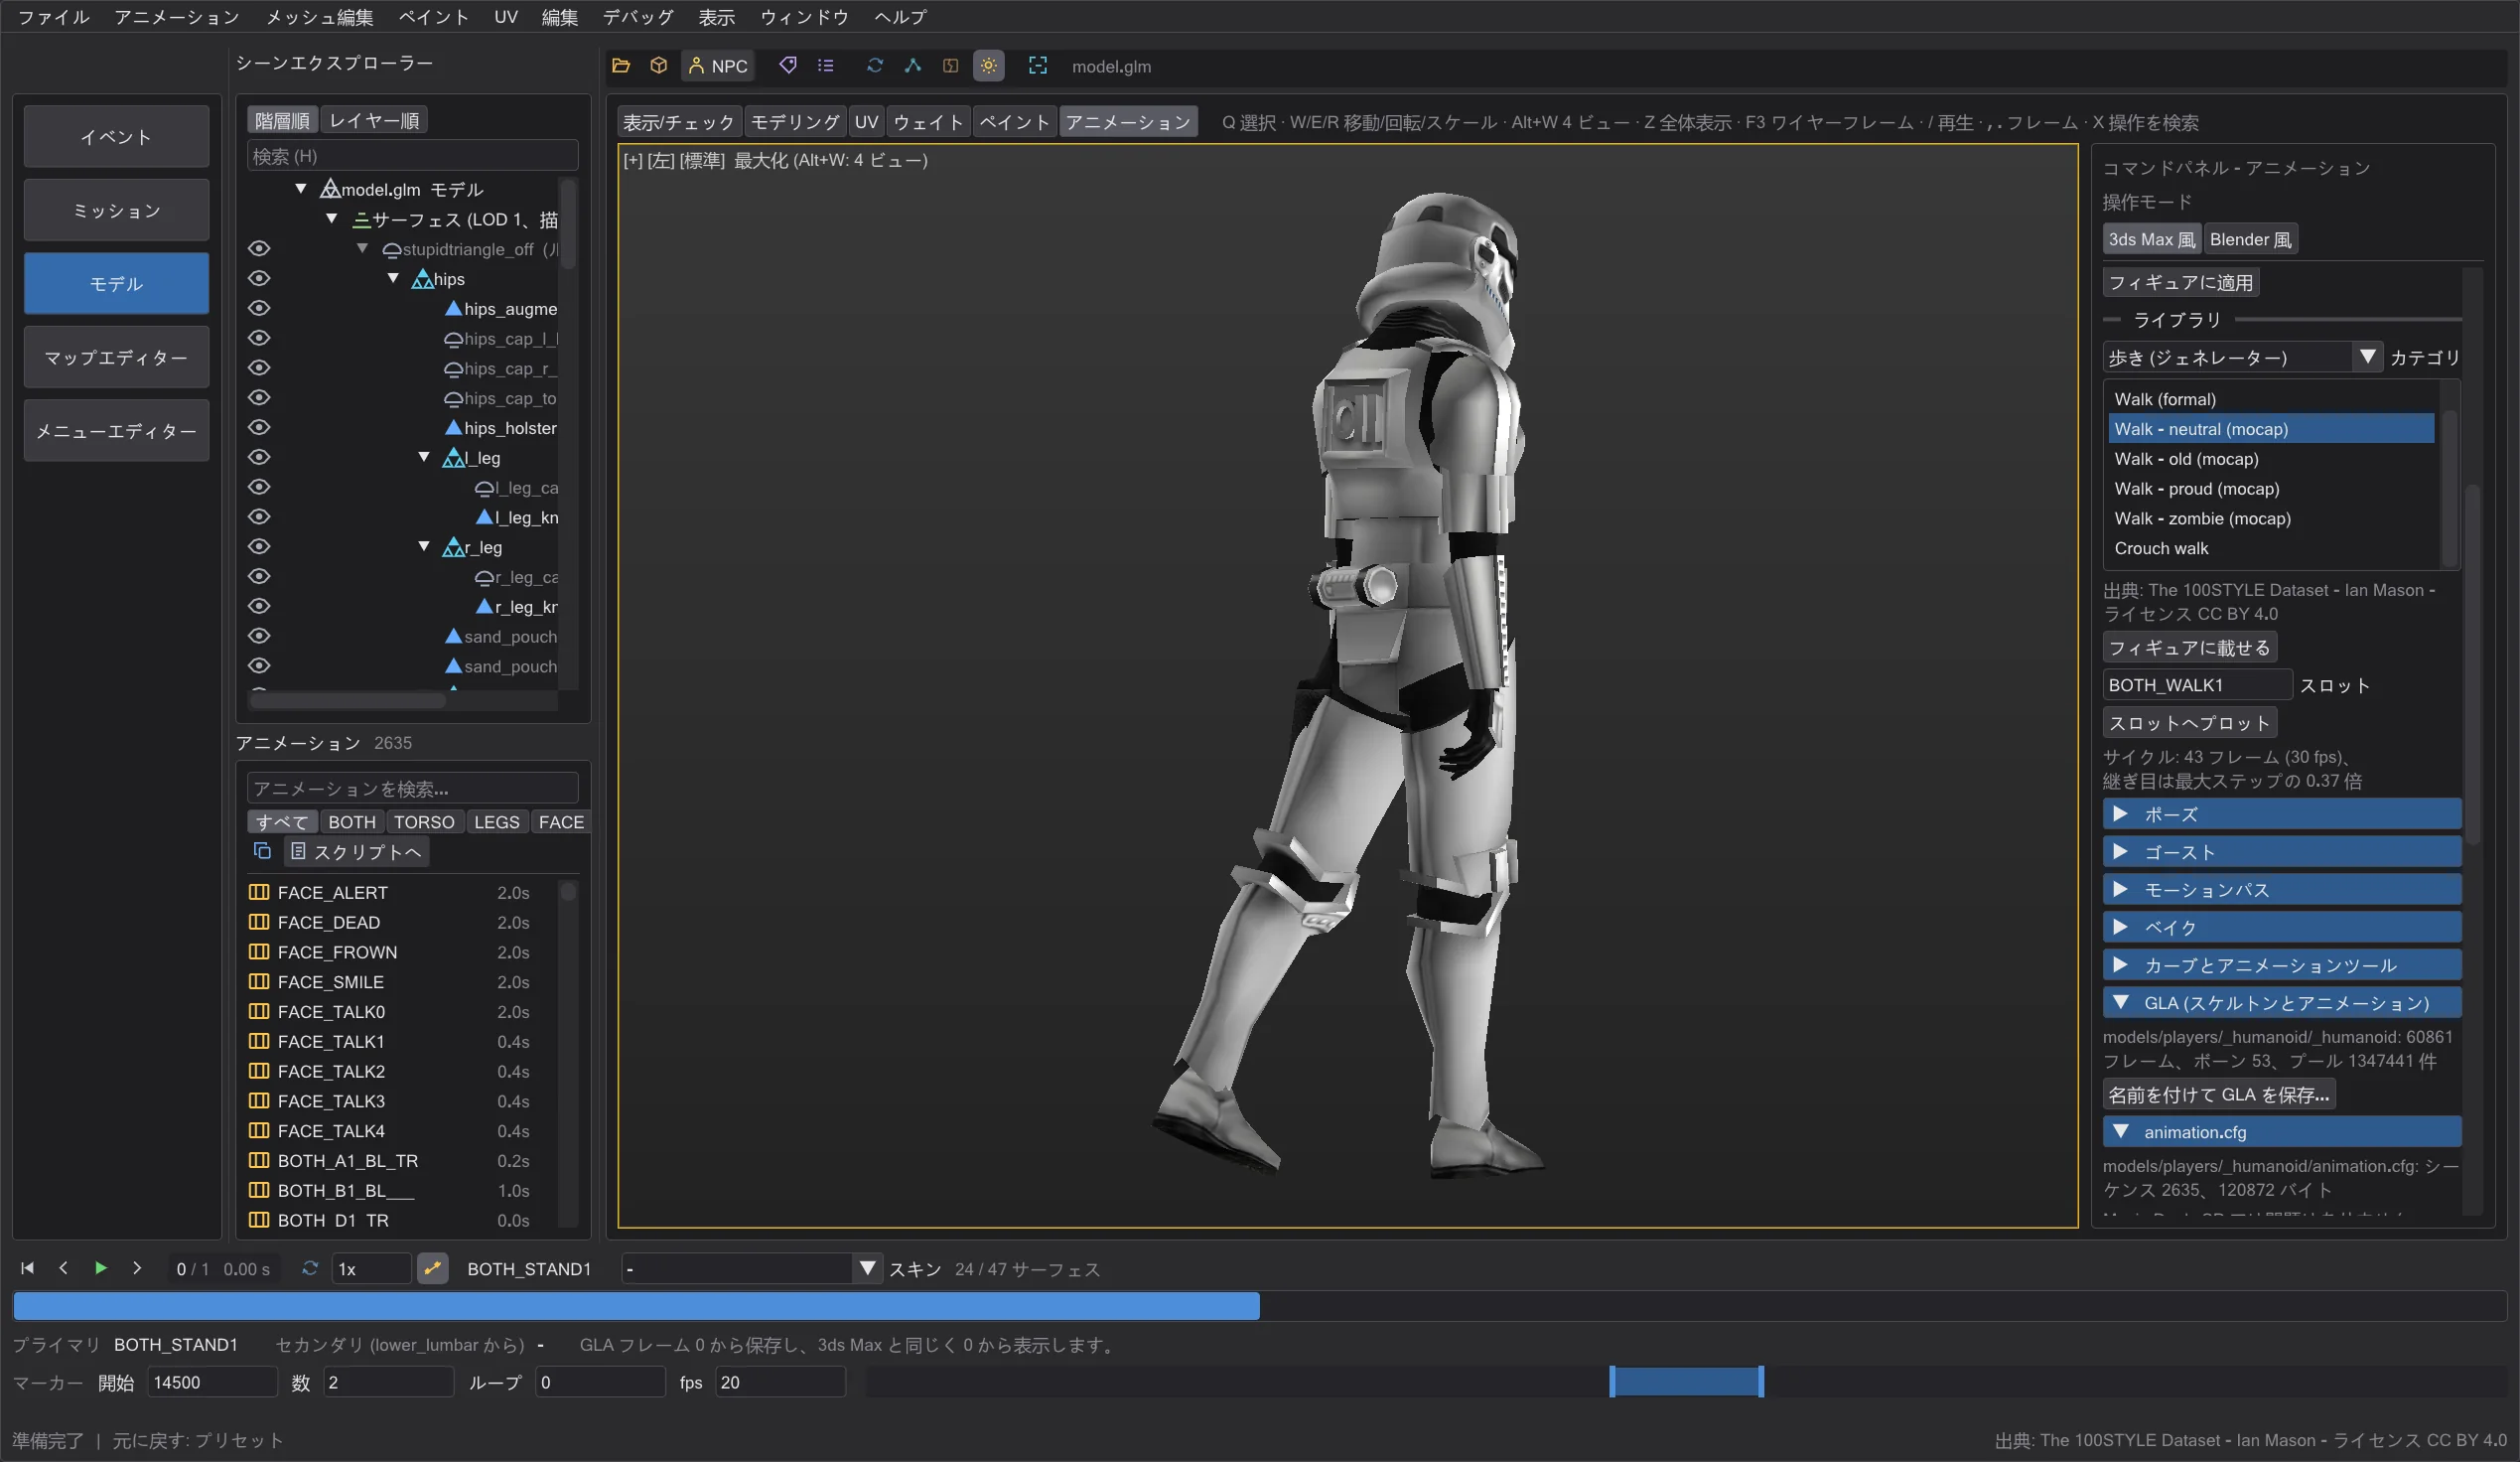 ファイル アニメーション メッシュ編集 ペイント UV 編集 デバッグ 表示 ウィンドウ ヘルプ
シーンエクスプローラー
NPC model.glm
イベント
ミッション
モデル
マップエディター
メニューエディター
階層順 レイヤー順
検索 (H)
model.glm モデル
サーフェス (LOD 1、描
stupidtriangle_off
hips
hips_augme
hips_cap_l_
hips_cap_r_
hips_cap_to
hips_holster
l_leg
l_leg_ca
l_leg_kn
r_leg
r_leg_ca
r_leg_kn
sand_pouch
sand_pouch
アニメーション 2635
アニメーションを検索...
すべて BOTH TORSO LEGS FACE
スクリプトへ
FACE_ALERT 2.0s
FACE_DEAD 2.0s
FACE_FROWN 2.0s
FACE_SMILE 2.0s
FACE_TALK0 2.0s
FACE_TALK1 0.4s
FACE_TALK2 0.4s
FACE_TALK3 0.4s
FACE_TALK4 0.4s
BOTH_A1_BL_TR 0.2s
BOTH_B1_BL___ 1.0s
BOTH_D1_TR 0.0s
表示/チェック モデリング UV ウェイト ペイント アニメーション Q 選択 · W/E/R 移動/回転/スケール · Alt+W 4 ビュー · Z 全体表示 · F3 ワイヤーフレーム · / 再生 · , . フレーム · X 操作を検索
[+] [左] [標準] 最大化 (Alt+W: 4 ビュー)
コマンドパネル - アニメーション
操作モード
3ds Max 風 Blender 風
フィギュアに適用
ライブラリ
歩き (ジェネレーター) カテゴリ
Walk (formal)
Walk - neutral (mocap)
Walk - old (mocap)
Walk - proud (mocap)
Walk - zombie (mocap)
Crouch walk
出典: The 100STYLE Dataset - Ian Mason -
ライセンス CC BY 4.0
フィギュアに載せる
BOTH_WALK1 スロット
スロットへプロット
サイクル: 43 フレーム (30 fps)、
継ぎ目は最大ステップの 0.37 倍
ポーズ
ゴースト
モーションパス
ベイク
カーブとアニメーションツール
GLA (スケルトンとアニメーション)
models/players/_humanoid/_humanoid: 60861
フレーム、ボーン 53、プール 1347441 件
名前を付けて GLA を保存...
animation.cfg
models/players/_humanoid/animation.cfg: シー
ケンス 2635、120872 バイト
0 / 1 0.00 s 1x BOTH_STAND1 - スキン 24 / 47 サーフェス
プライマリ BOTH_STAND1 セカンダリ (lower_lumbar から) - GLA フレーム 0 から保存し、3ds Max と同じく 0 から表示します。
マーカー 開始 14500 数 2 ループ 0 fps 20
準備完了 | 元に戻す: プリセット 出典: The 100STYLE Dataset - Ian Mason - ライセンス CC BY 4.0